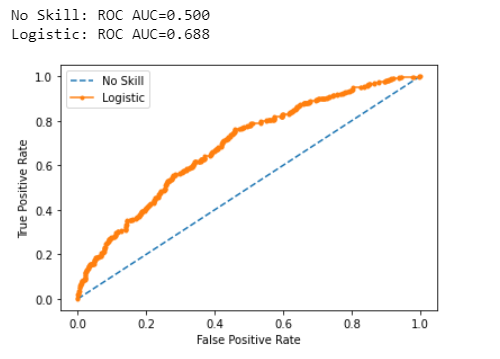 No Skill: ROC AUC=0.500
Logistic: ROC AUC=0.688
1.0
0.8
0.6
0.4
0.2
0.0
True Positive Rate
No Skill
Logistic
0.0 0.2 0.4 0.6 0.8 1.0
False Positive Rate